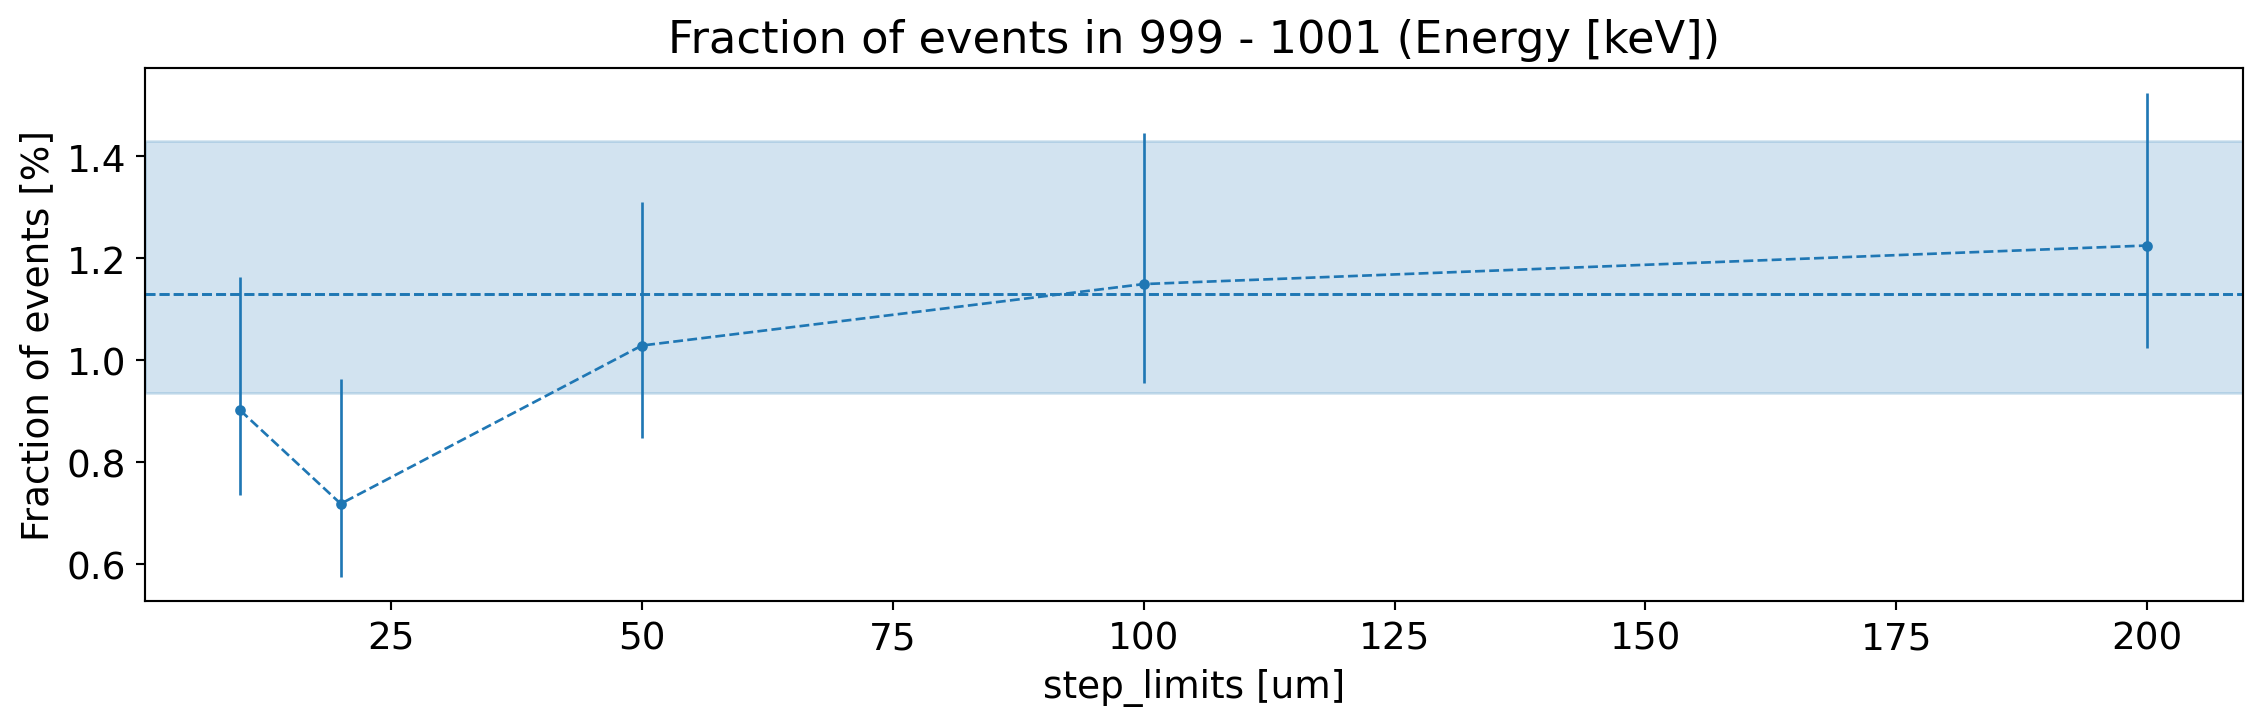 Fraction of events in 999 - 1001 (Energy [keV])
Fraction of events [%]
1.4
1.2
1.0
0.8
0.6
25 50 75 100 125 150 175 200
step_limits [um]